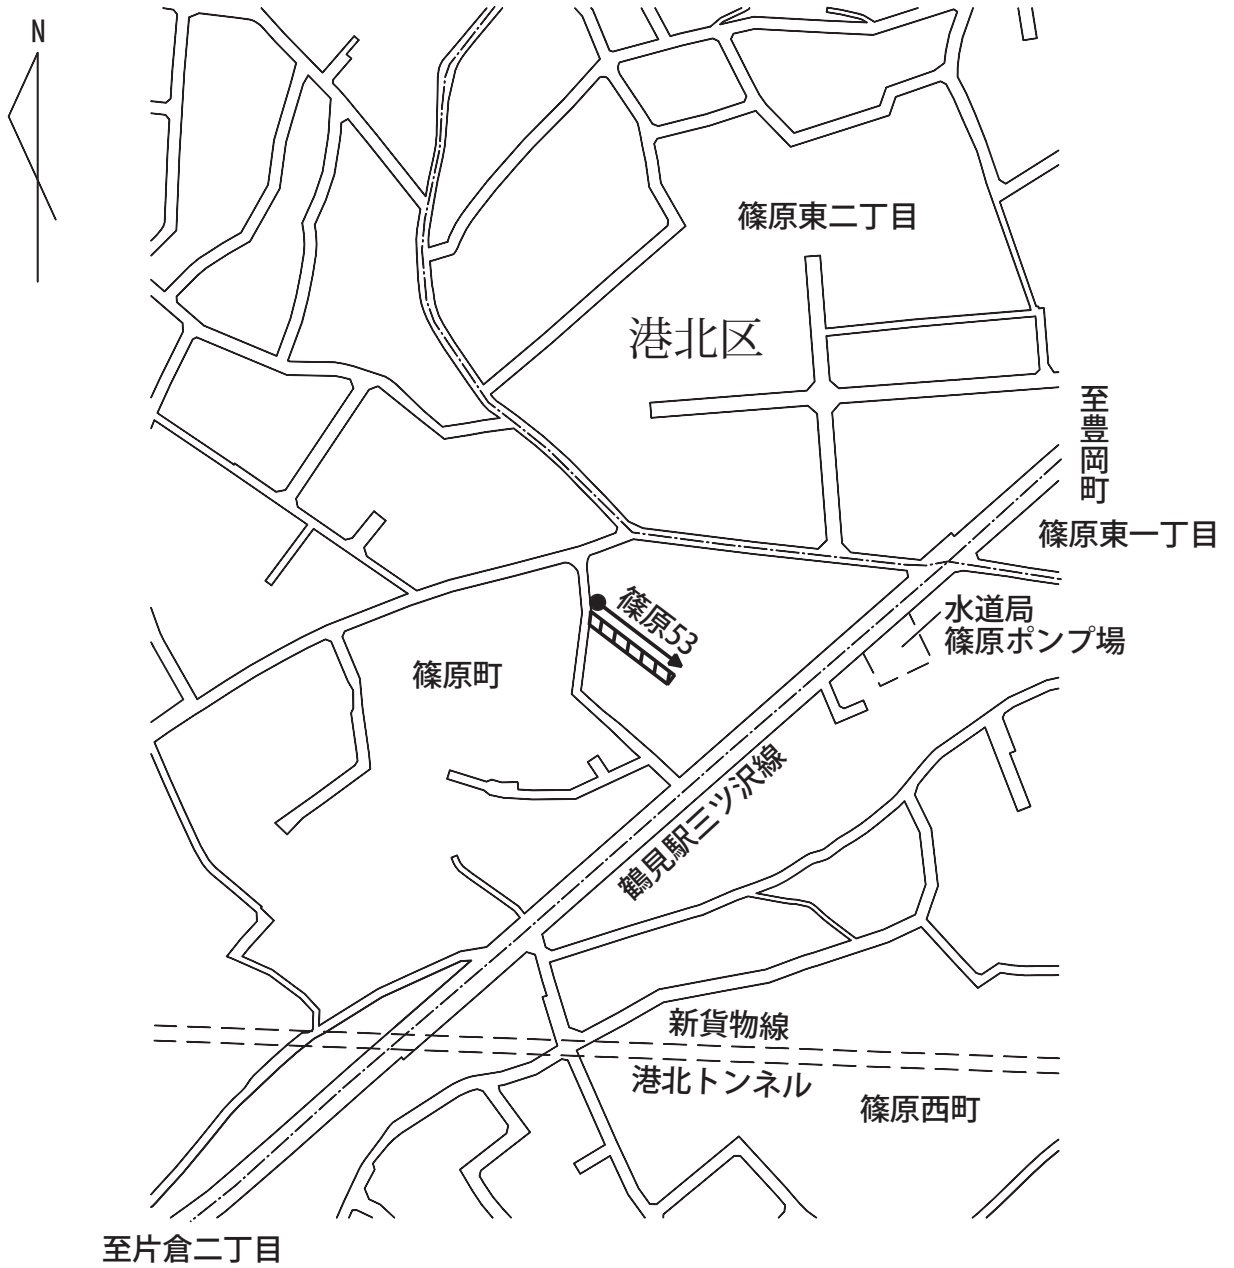 N
篠原東二丁目
港北区
至豊岡町
篠原東一丁目
篠原53
水道局
篠原ポンプ場
篠原町
鶴見駅三ツ沢線
新貨物線
港北トンネル
篠原西町
至片倉二丁目